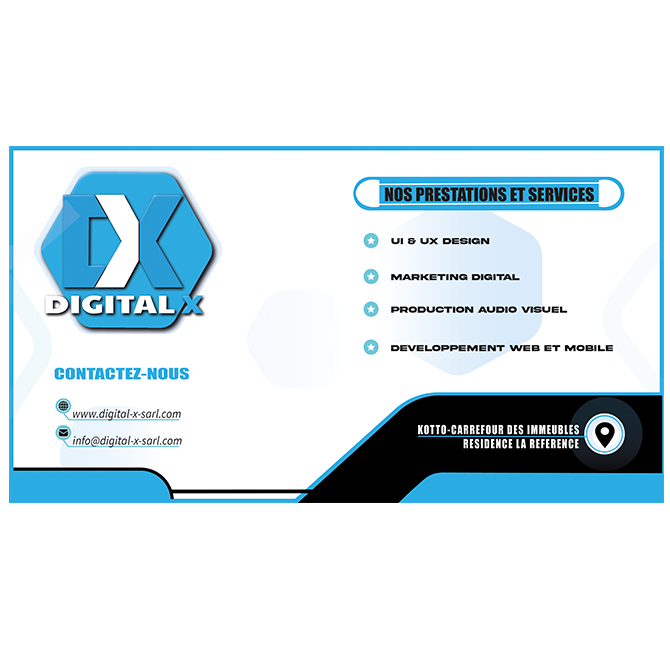 DX
DIGITAL X
CONTACTEZ-NOUS
www.digital-x-sarl.com
info@digital-x-sarl.com
NOS PRESTATIONS ET SERVICES
UI & UX DESIGN
MARKETING DIGITAL
PRODUCTION AUDIO VISUEL
DEVELOPPEMENT WEB ET MOBILE
KOTTO-CARREFOUR DES IMMEUBLES
RESIDENCE LA REFERENCE